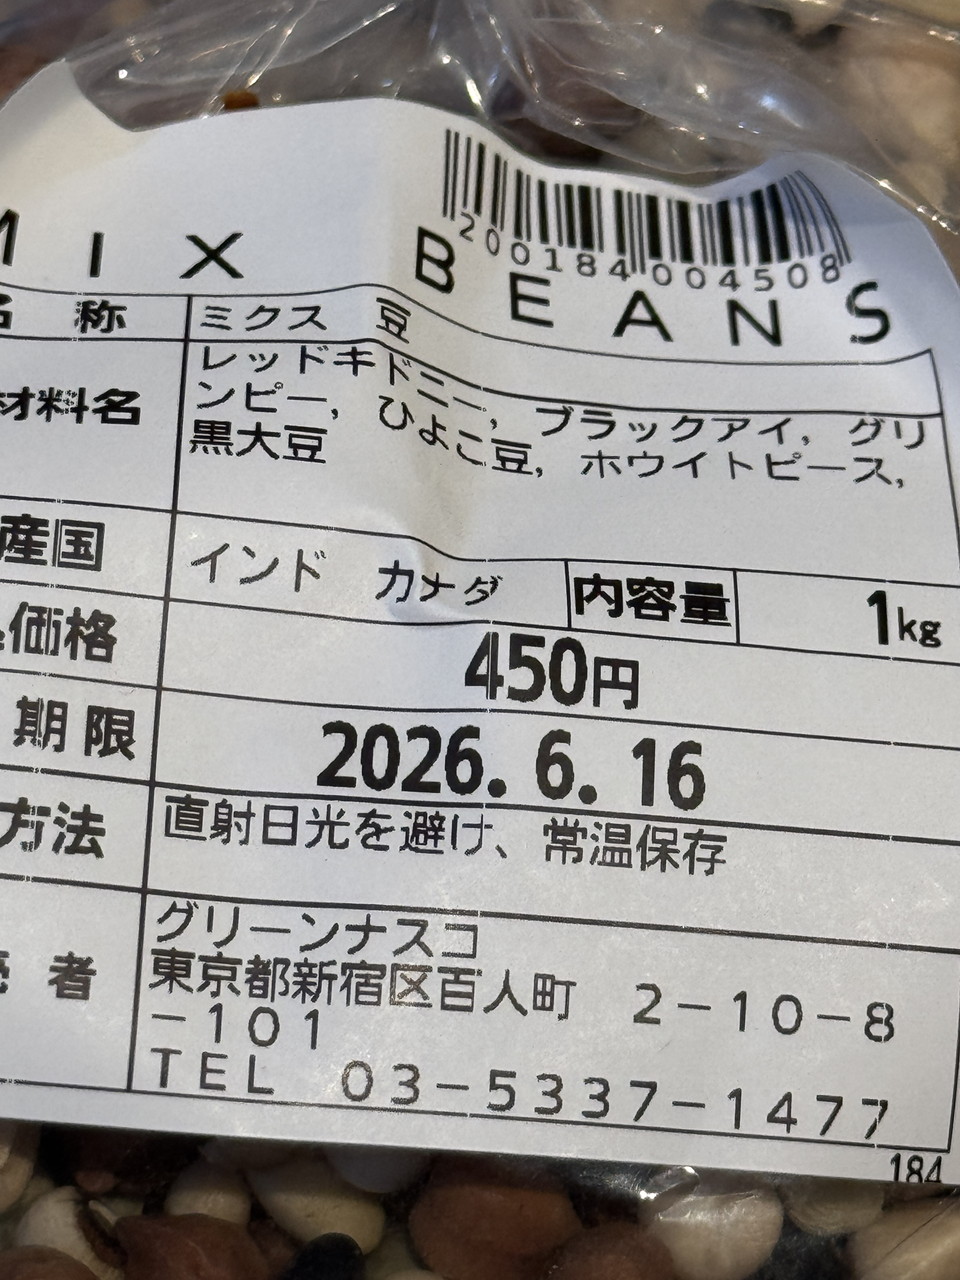 MIX BEANS
200184004508
名 称 ミクス 豆
材料名 レッドキドニー, ブラックアイ, グリ
ンピー, ひよこ豆, ホワイトピース,
黒大豆
産国 インド カナダ 内容量 1kg
価格 450円
期限 2026. 6. 16
方法 直射日光を避け、常温保存
者 グリーンナスコ
東京都新宿区百人町 2-10-8
-101
TEL 03-5337-1477
184